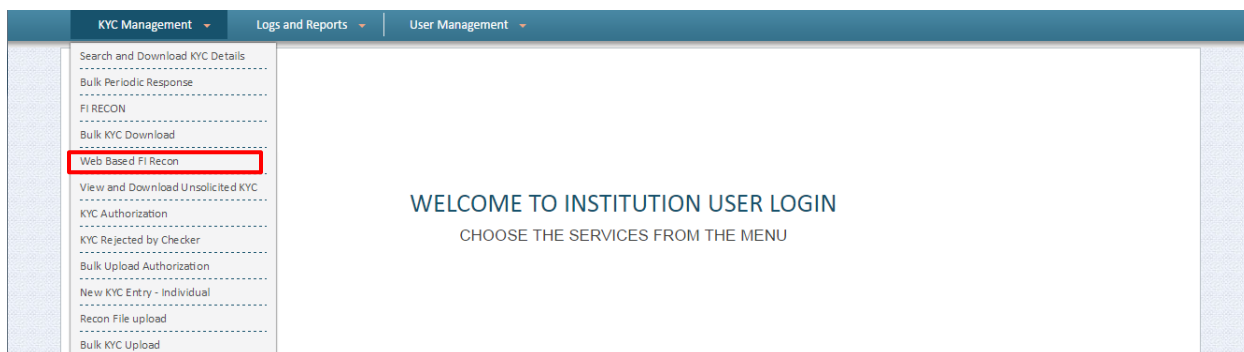 KYC Management
Logs and Reports
User Management
Search and Download KYC Details
Bulk Periodic Response
FI RECON
Bulk KYC Download
Web Based FI Recon
View and Download Unsolicited KYC
KYC Authorization
KYC Rejected by Checker
Bulk Upload Authorization
New KYC Entry - Individual
Recon File upload
Bulk KYC Upload
WELCOME TO INSTITUTION USER LOGIN
CHOOSE THE SERVICES FROM THE MENU